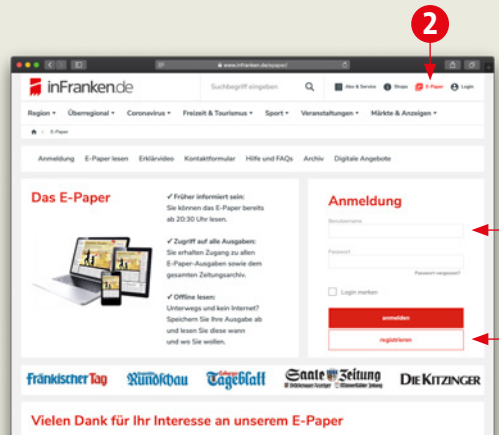 2
www.infranken.de/epaper/
inFranken.de
Suchbegriff eingeben
Abo & Service Shops E-Paper Login
Region Überregional Coronavirus Freizeit & Tourismus Sport Veranstaltungen Märkte & Anzeigen
E-Paper
Anmeldung E-Paper lesen Erklärvideo Kontaktformular Hilfe und FAQs Archiv Digitale Angebote
Das E-Paper
✓ Früher informiert sein:
Sie können das E-Paper bereits
ab 20:30 Uhr lesen.
✓ Zugriff auf alle Ausgaben:
Sie erhalten Zugang zu allen
E-Paper-Ausgaben sowie dem
gesamten Zeitungsarchiv.
✓ Offline lesen:
Unterwegs und kein Internet?
Speichern Sie Ihre Ausgabe ab
und lesen Sie diese wann
und wo Sie wollen.
Anmeldung
Benutzername
Passwort
Passwort vergessen?
Login merken
anmelden
registrieren
Fränkischer Tag
Rundschau
Tageblatt
Saale Zeitung
DIE KITZINGER
Vielen Dank für Ihr Interesse an unserem E-Paper